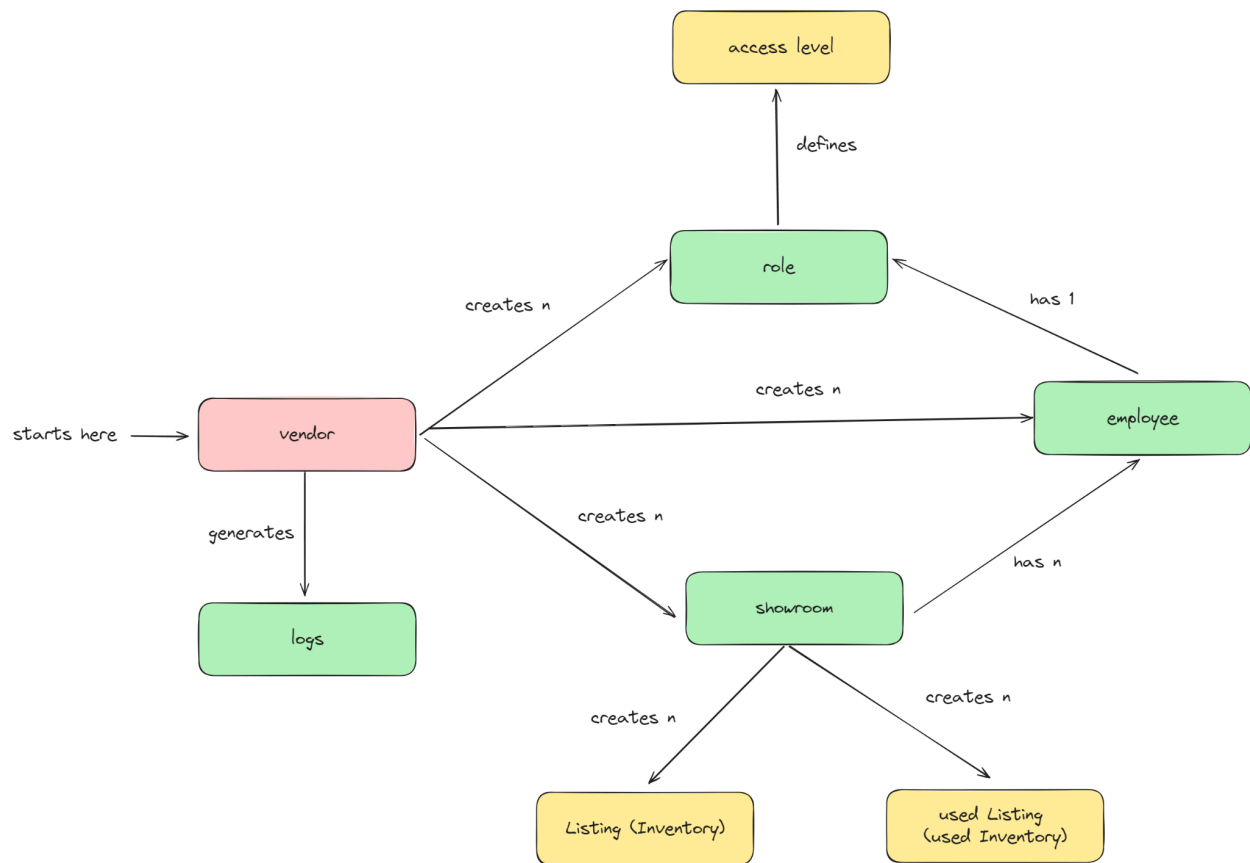 access level
defines
role
creates n
has 1
creates n
employee
starts here
vendor
creates n
generates
has n
showroom
logs
creates n
creates n
Listing (Inventory)
used Listing
(used Inventory)